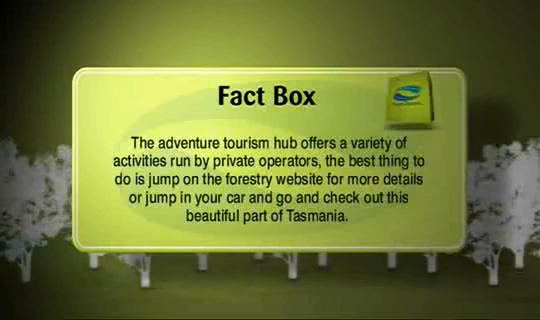 Fact Box
The adventure tourism hub offers a variety of
activities run by private operators, the best thing to
do is jump on the forestry website for more details
or jump in your car and go and check out this
beautiful part of Tasmania.